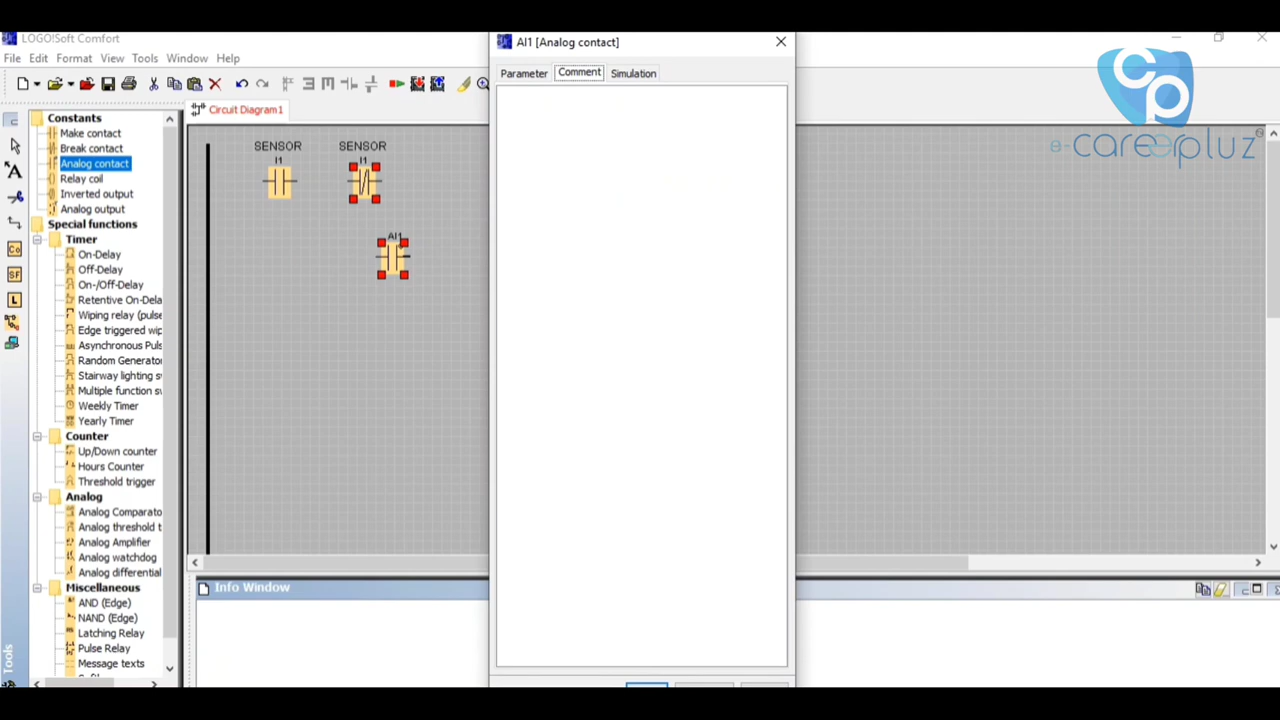 LOGO!Soft Comfort
File Edit Format View Tools Window Help
AI1 [Analog contact]
Parameter Comment Simulation
Circuit Diagram1
Constants
Make contact
Break contact
Analog contact
Relay coil
Inverted output
Analog output
Special functions
Timer
On-Delay
Off-Delay
On-/Off-Delay
Retentive On-Dela
Wiping relay (pulse
Edge triggered wip
Asynchronous Puls
Random Generator
Stairway lighting s
Multiple function s
Weekly Timer
Yearly Timer
Counter
Up/Down counter
Hours Counter
Threshold trigger
Analog
Analog Comparato
Analog threshold t
Analog Amplifier
Analog watchdog
Analog differential
Miscellaneous
AND (Edge)
NAND (Edge)
Latching Relay
Pulse Relay
Message texts
Tools
Co
SF
L
SENSOR SENSOR
I1 I1
AI1
Info Window
CP
e-careerpluz